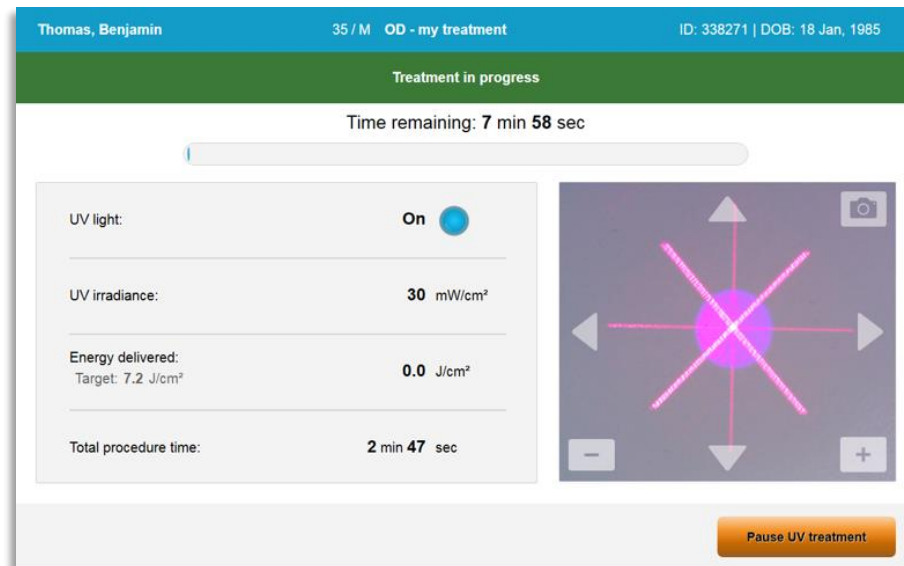 Thomas, Benjamin 35 / M OD - my treatment ID: 338271 | DOB: 18 Jan, 1985
Treatment in progress
Time remaining: 7 min 58 sec
UV light: On
UV irradiance: 30 mW/cm²
Energy delivered:
Target: 7.2 J/cm² 0.0 J/cm²
Total procedure time: 2 min 47 sec
Pause UV treatment